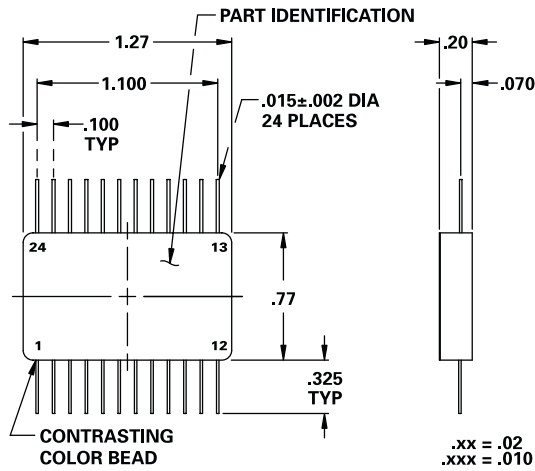 PART IDENTIFICATION
1.27
.20
1.100
.070
.015±.002 DIA
24 PLACES
.100
TYP
24
13
.77
1
12
.325
TYP
CONTRASTING
COLOR BEAD
.xx = .02
.xxx = .010